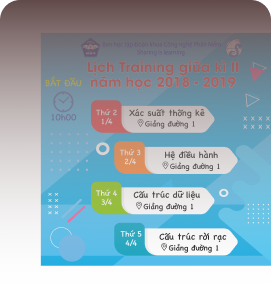 Lịch Training giữa kì II
năm học 2018 - 2019
BẮT ĐẦU
10h00
Thứ 2
1/4
Xác suất thống kê
Giảng đường 1
Thứ 3
2/4
Hệ điều hành
Giảng đường 1
Thứ 4
3/4
Cấu trúc dữ liệu
Giảng đường 1
Thứ 5
4/4
Cấu trúc rời rạc
Giảng đường 1